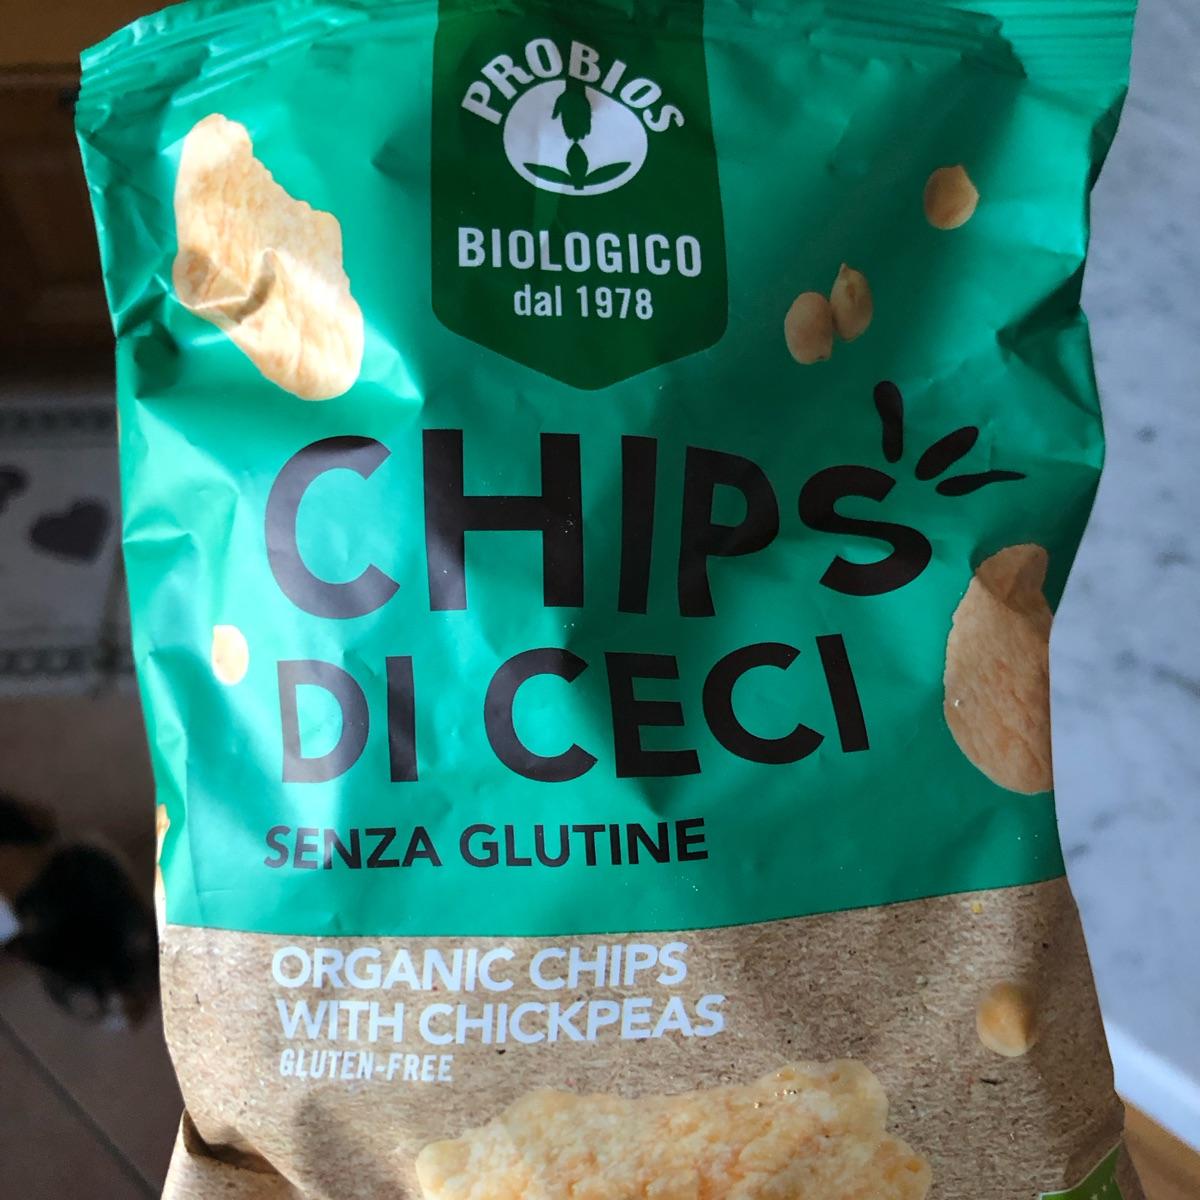 PROBIOS
BIOLOGICO
dal 1978
CHIPS
DI CECI
SENZA GLUTINE
ORGANIC CHIPS
WITH CHICKPEAS
GLUTEN-FREE